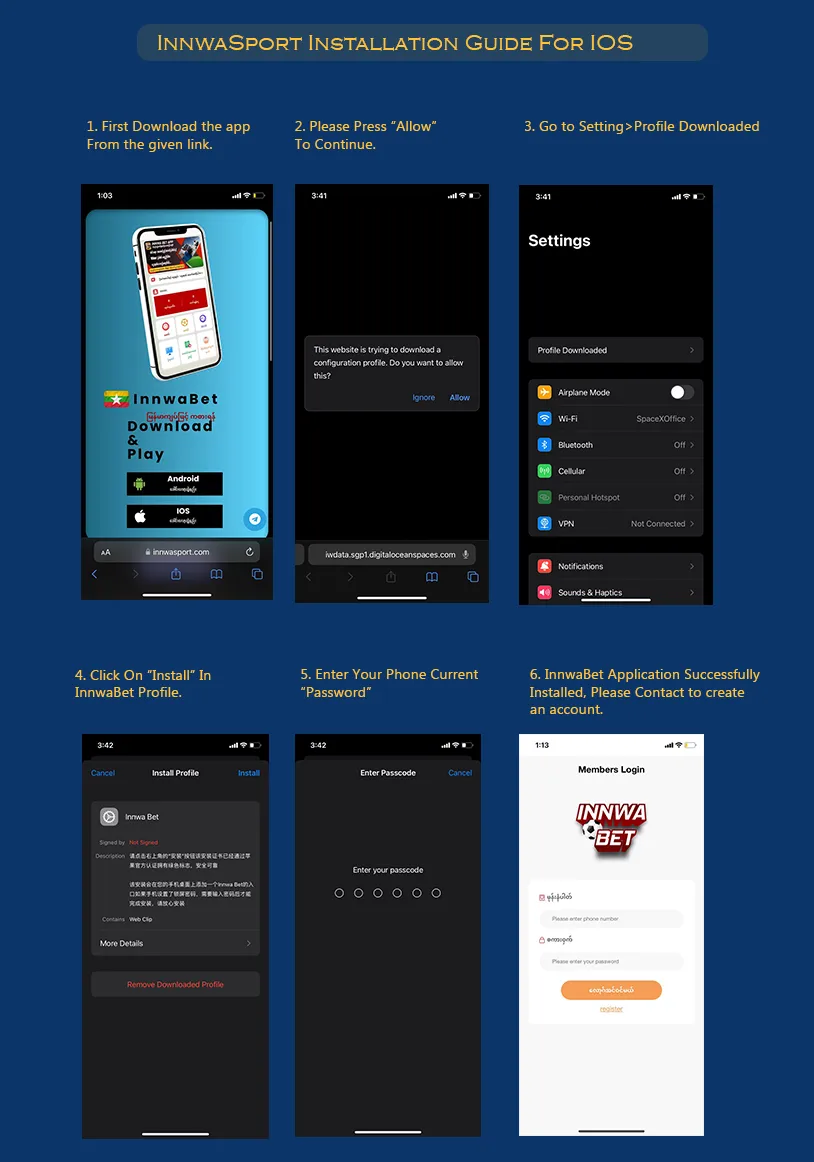 InnwaSport Installation Guide For IOS
1. First Download the app
From the given link.
2. Please Press “Allow”
To Continue.
3. Go to Setting>Profile Downloaded
1:03
InnwaBet
Download
&
Play
Android
IOS
AA
innwasport.com
3:41
This website is trying to download a
configuration profile. Do you want to allow
this?
Ignore
Allow
iwdata.sgp1.digitaloceanspaces.com
3:41
Settings
Profile Downloaded
Airplane Mode
Wi-Fi SpaceXOffice
Bluetooth Off
Cellular Off
Personal Hotspot Off
VPN Not Connected
Notifications
Sounds & Haptics
4. Click On “Install” In
InnwaBet Profile.
5. Enter Your Phone Current
“Password”
6. InnwaBet Application Successfully
Installed, Please Contact to create
an account.
3:42
Cancel Install Profile Install
Innwa Bet
Signed by Not Signed
Description 请点击右上角的“安装”按钮该安装证书已经通过苹
果官方认证拥有绿色标志，安全可靠
该安装会在您的手机桌面上添加一个Innwa Bet的入
口如果手机设置了锁屏密码，需要输入密码后才能
完成安装，请放心安装
Contains Web Clip
More Details
Remove Downloaded Profile
3:42
Enter Passcode Cancel
Enter your passcode
1:13
Members Login
INNWA
BET
ဖုန်းနံပါတ်
Please enter phone number
စကားဝှက်
Please enter your password
register